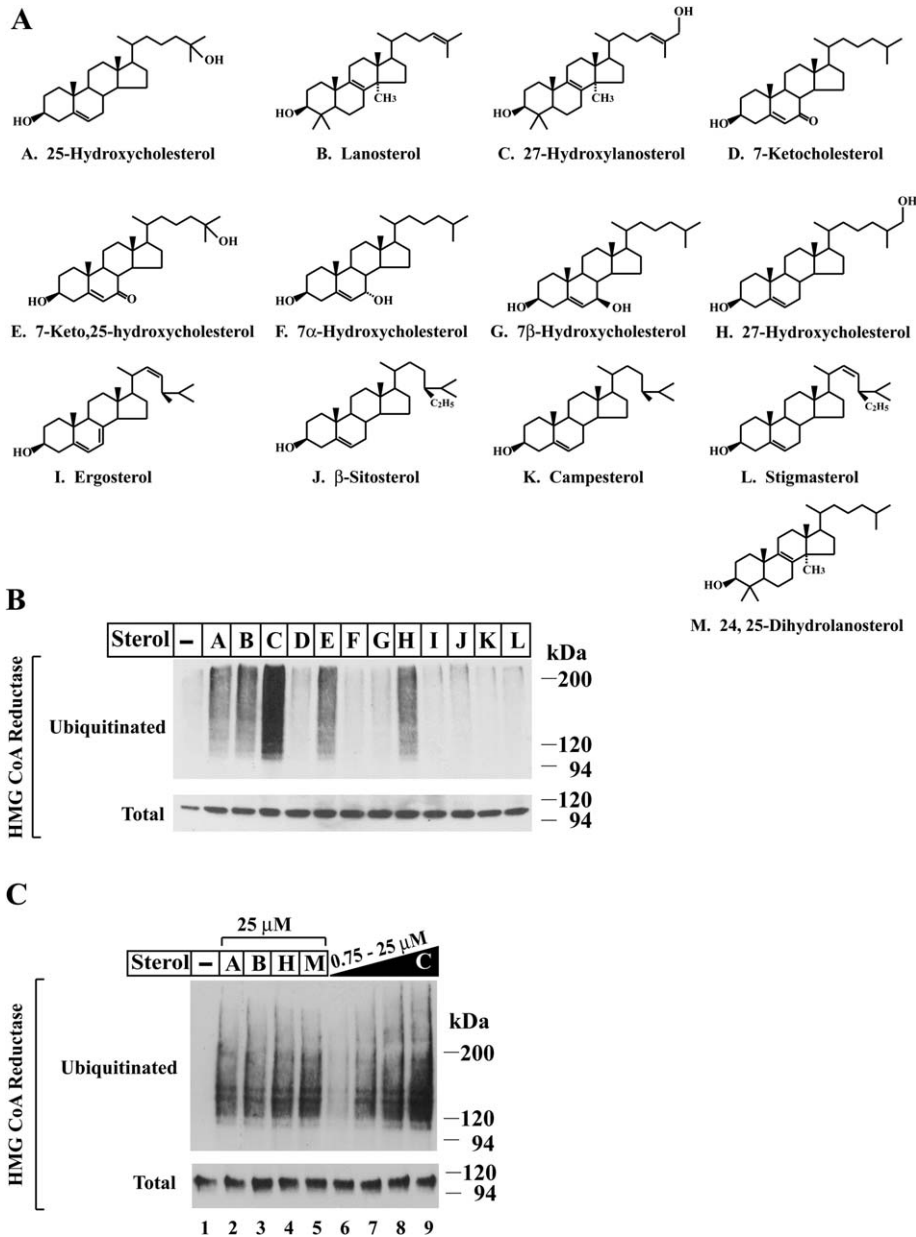 A
OH
HO
CH3
OH
HO
CH3
HO
HO
O
A. 25-Hydroxycholesterol
B. Lanosterol
C. 27-Hydroxylanosterol
D. 7-Ketocholesterol
OH
HO
O
HO
OH
HO
OH
OH
HO
E. 7-Keto,25-hydroxycholesterol
F. 7α-Hydroxycholesterol
G. 7β-Hydroxycholesterol
H. 27-Hydroxycholesterol
HO
C2H5
HO
HO
C2H5
HO
I. Ergosterol
J. β-Sitosterol
K. Campesterol
L. Stigmasterol
CH3
HO
M. 24, 25-Dihydrolanosterol
B
Sterol – A B C D E F G H I J K L
kDa
HMG CoA Reductase
Ubiquitinated
200
120
94
Total
120
94
C
25 μM
0.75 - 25 μM
Sterol – A B H M C
kDa
HMG CoA Reductase
Ubiquitinated
200
120
94
Total
120
94
1 2 3 4 5 6 7 8 9